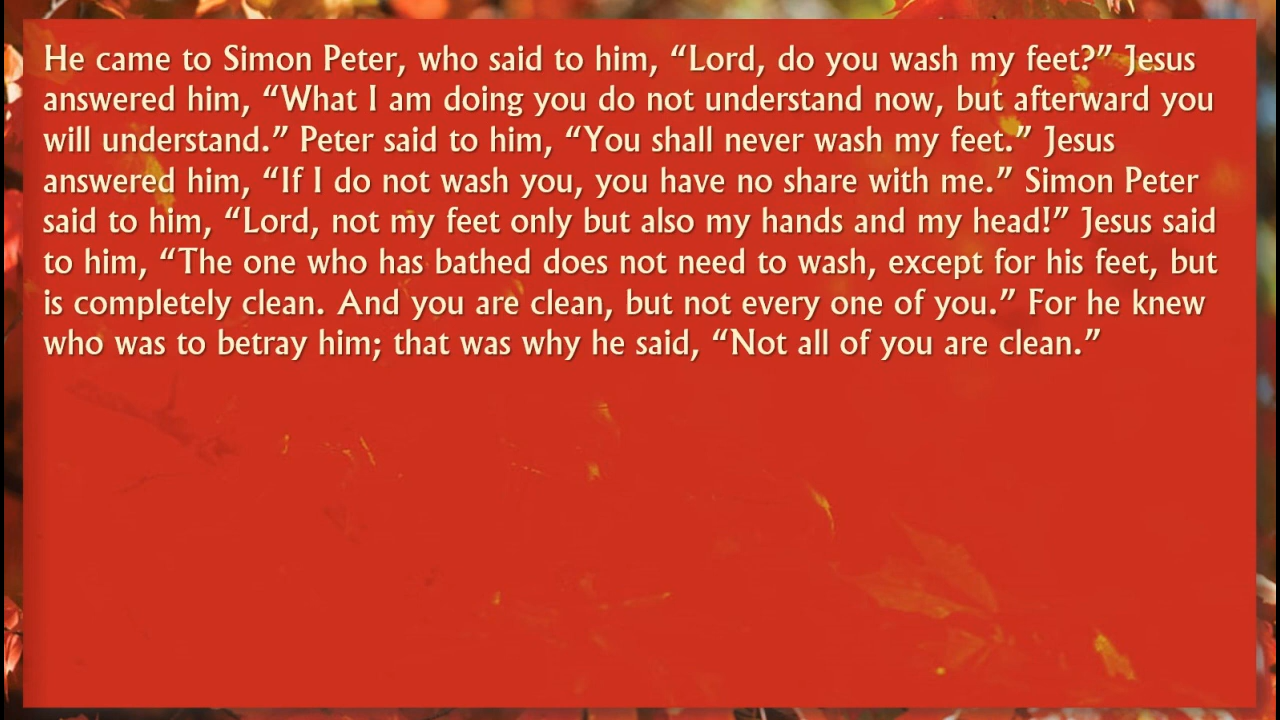 He came to Simon Peter, who said to him, “Lord, do you wash my feet?” Jesus
answered him, “What I am doing you do not understand now, but afterward you
will understand.” Peter said to him, “You shall never wash my feet.” Jesus
answered him, “If I do not wash you, you have no share with me.” Simon Peter
said to him, “Lord, not my feet only but also my hands and my head!” Jesus said
to him, “The one who has bathed does not need to wash, except for his feet, but
is completely clean. And you are clean, but not every one of you.” For he knew
who was to betray him; that was why he said, “Not all of you are clean.”